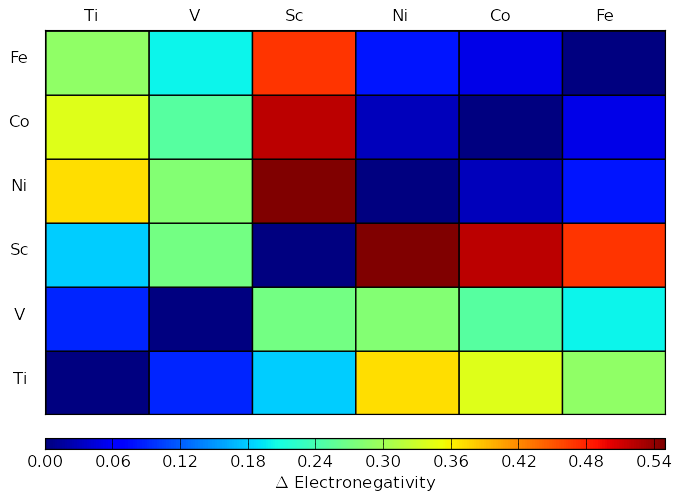 Ti V Sc Ni Co Fe
Fe
Co
Ni
Sc
V
Ti
0.00 0.06 0.12 0.18 0.24 0.30 0.36 0.42 0.48 0.54
Δ Electronegativity